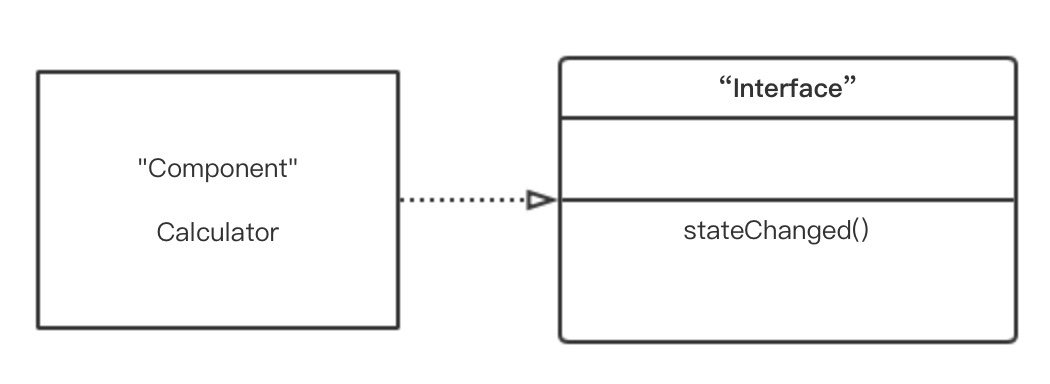 "Component"
Calculator
“Interface”
stateChanged()